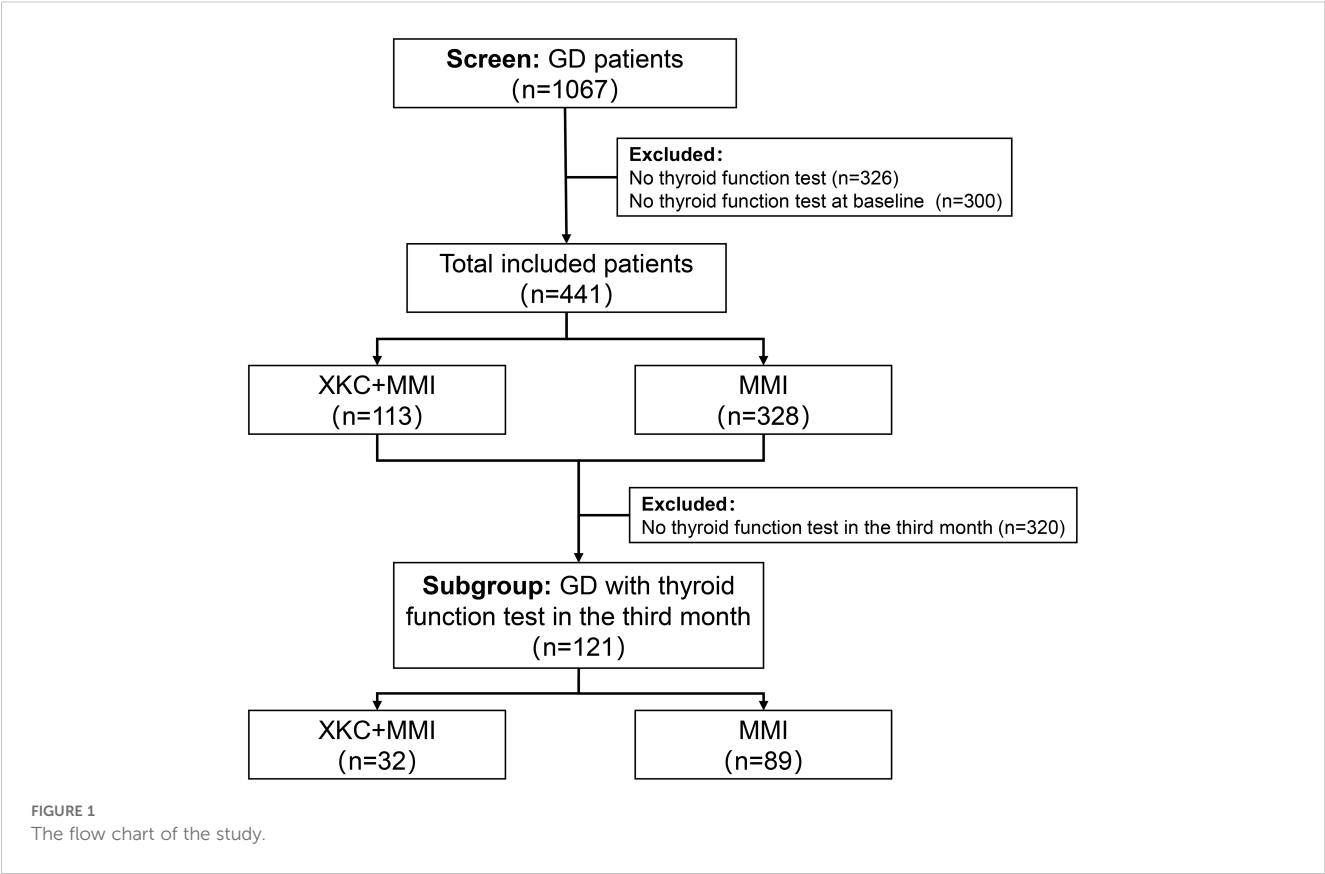 Screen: GD patients
(n=1067)
Excluded:
No thyroid function test (n=326)
No thyroid function test at baseline (n=300)
Total included patients
(n=441)
XKC+MMI
(n=113)
MMI
(n=328)
Excluded:
No thyroid function test in the third month (n=320)
Subgroup: GD with thyroid
function test in the third month
(n=121)
XKC+MMI
(n=32)
MMI
(n=89)
FIGURE 1
The flow chart of the study.